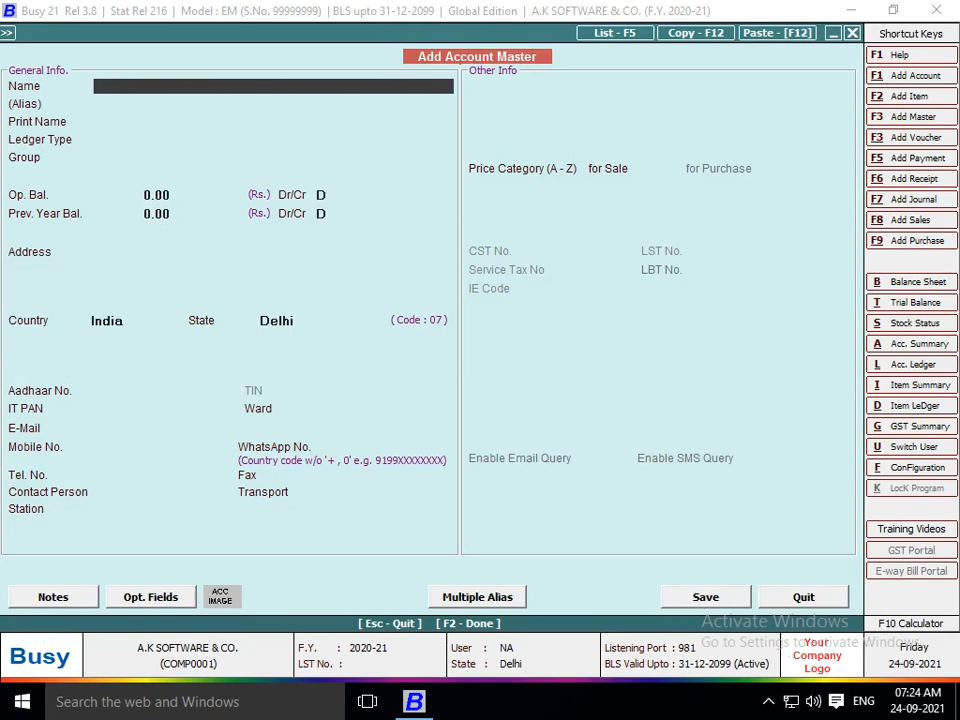 B Busy 21 Rel 3.8 | Stat Rel 216 | Model : EM (S.No. 99999999) | BLS upto 31-12-2099 | Global Edition | A.K SOFTWARE & CO. (F.Y. 2020-21)
>> List - F5 Copy - F12 Paste - [F12]
Shortcut Keys
Add Account Master
General Info.
Name
(Alias)
Print Name
Ledger Type
Group
Op. Bal. 0.00 (Rs.) Dr/Cr D
Prev. Year Bal. 0.00 (Rs.) Dr/Cr D
Address
Country India State Delhi ( Code : 07 )
Aadhaar No. TIN
IT PAN Ward
E-Mail
Mobile No. WhatsApp No.
(Country code w/o '+ , 0' e.g. 9199XXXXXXXX)
Tel. No. Fax
Contact Person Transport
Station
Other Info
Price Category (A - Z) for Sale for Purchase
CST No. LST No.
Service Tax No LBT No.
IE Code
Enable Email Query Enable SMS Query
F1 Help
F1 Add Account
F2 Add Item
F3 Add Master
F3 Add Voucher
F5 Add Payment
F6 Add Receipt
F7 Add Journal
F8 Add Sales
F9 Add Purchase
B Balance Sheet
T Trial Balance
S Stock Status
A Acc. Summary
L Acc. Ledger
I Item Summary
D Item LeDger
G GST Summary
U Switch User
F ConFiguration
K LocK Program
Training Videos
GST Portal
E-way Bill Portal
F10 Calculator
Notes Opt. Fields ACC IMAGE Multiple Alias Save Quit
[ Esc - Quit ] [ F2 - Done ]
Activate Windows
Go to Settings to activate Windows.
Busy
A.K SOFTWARE & CO.
(COMP0001)
F.Y. : 2020-21
LST No. :
User : NA
State : Delhi
Listening Port : 981
BLS Valid Upto : 31-12-2099 (Active)
Your
Company
Logo
Friday
24-09-2021
Search the web and Windows
B
ENG
07:24 AM
24-09-2021